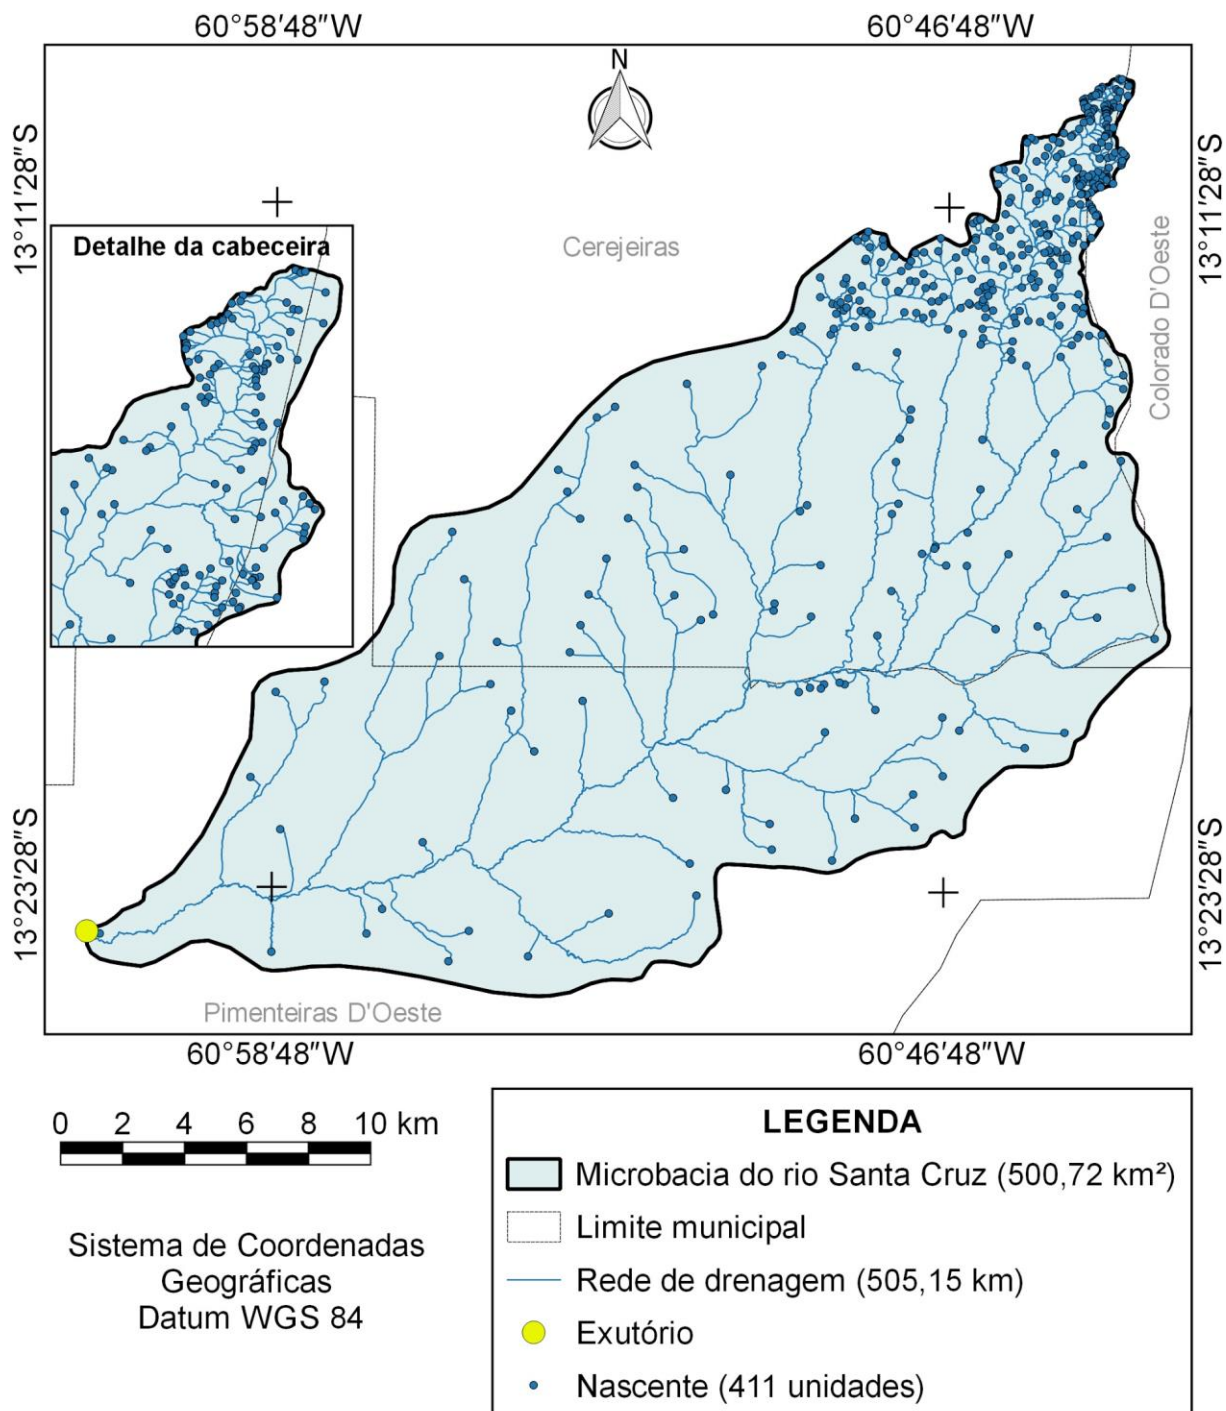 60°58′48″W
60°46′48″W
N
13°11′28″S
13°11′28″S
Detalhe da cabeceira
Cerejeiras
Colorado D'Oeste
13°23′28″S
13°23′28″S
Pimenteiras D'Oeste
60°58′48″W
60°46′48″W
0 2 4 6 8 10 km
Sistema de Coordenadas
Geográficas
Datum WGS 84
LEGENDA
Microbacia do rio Santa Cruz (500,72 km²)
Limite municipal
Rede de drenagem (505,15 km)
Exutório
Nascente (411 unidades)